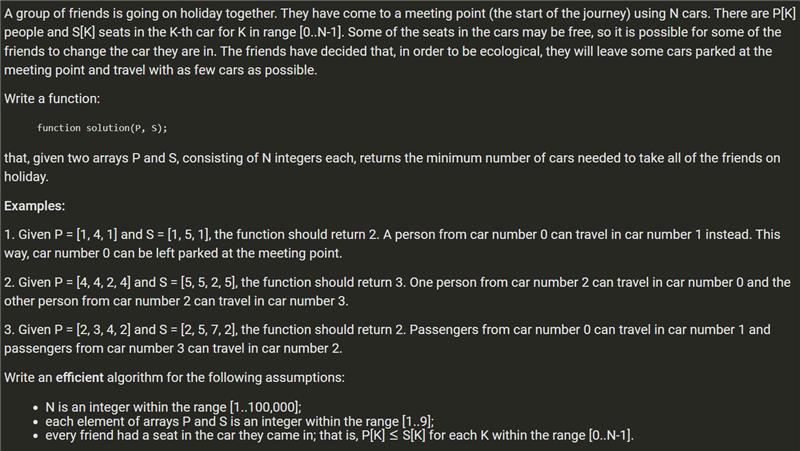 A group of friends is going on holiday together. They have come to a meeting point (the start of the journey) using N cars. There are P[K]
people and S[K] seats in the K-th car for K in range [0..N-1]. Some of the seats in the cars may be free, so it is possible for some of the
friends to change the car they are in. The friends have decided that, in order to be ecological, they will leave some cars parked at the
meeting point and travel with as few cars as possible.
Write a function:
function solution(P, S);
that, given two arrays P and S, consisting of N integers each, returns the minimum number of cars needed to take all of the friends on
holiday.
Examples:
1. Given P = [1, 4, 1] and S = [1, 5, 1], the function should return 2. A person from car number 0 can travel in car number 1 instead. This
way, car number 0 can be left parked at the meeting point.
2. Given P = [4, 4, 2, 4] and S = [5, 5, 2, 5], the function should return 3. One person from car number 2 can travel in car number 0 and the
other person from car number 2 can travel in car number 3.
3. Given P = [2, 3, 4, 2] and S = [2, 5, 7, 2], the function should return 2. Passengers from car number 0 can travel in car number 1 and
passengers from car number 3 can travel in car number 2.
Write an efficient algorithm for the following assumptions:
• N is an integer within the range [1..100,000];
• each element of arrays P and S is an integer within the range [1..9];
• every friend had a seat in the car they came in; that is, P[K] ≤ S[K] for each K within the range [0..N-1].